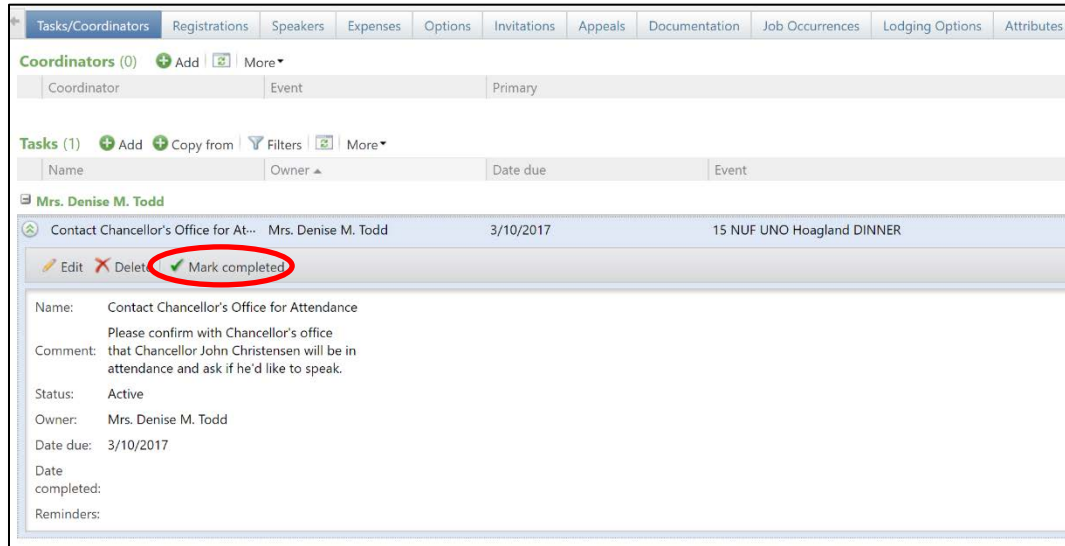 Tasks/Coordinators Registrations Speakers Expenses Options Invitations Appeals Documentation Job Occurrences Lodging Options Attributes
Coordinators (0) Add More
Coordinator Event Primary
Tasks (1) Add Copy from Filters More
Name Owner Date due Event
Mrs. Denise M. Todd
Contact Chancellor's Office for At... Mrs. Denise M. Todd 3/10/2017 15 NUF UNO Hoagland DINNER
Edit Delete Mark completed
Name: Contact Chancellor's Office for Attendance
Please confirm with Chancellor's office
Comment: that Chancellor John Christensen will be in
attendance and ask if he'd like to speak.
Status: Active
Owner: Mrs. Denise M. Todd
Date due: 3/10/2017
Date
completed:
Reminders: